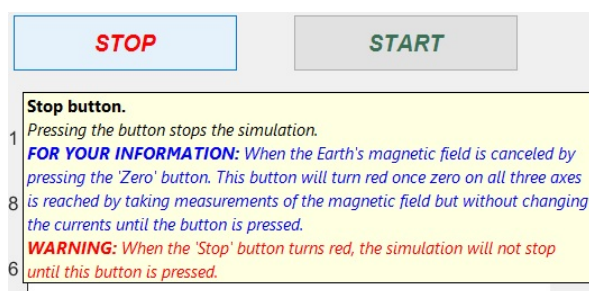 STOP START
Stop button.
1 Pressing the button stops the simulation.
FOR YOUR INFORMATION: When the Earth's magnetic field is canceled by
pressing the 'Zero' button. This button will turn red once zero on all three axes
8 is reached by taking measurements of the magnetic field but without changing
the currents until the button is pressed.
WARNING: When the 'Stop' button turns red, the simulation will not stop
6 until this button is pressed.